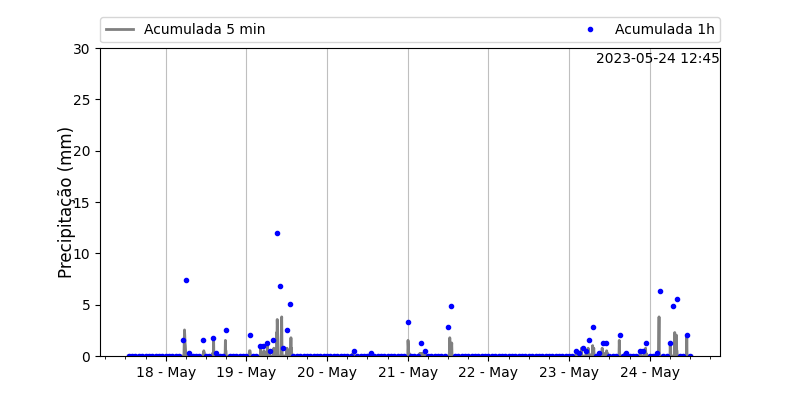 Acumulada 5 min
Acumulada 1h
2023-05-24 12:45
Precipitação (mm)
30
25
20
15
10
5
0
18 - May
19 - May
20 - May
21 - May
22 - May
23 - May
24 - May